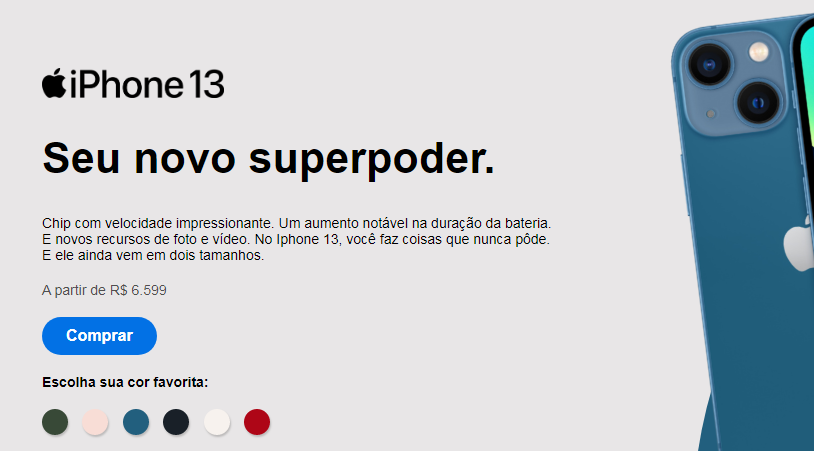 iPhone 13
Seu novo superpoder.
Chip com velocidade impressionante. Um aumento notável na duração da bateria.
E novos recursos de foto e vídeo. No Iphone 13, você faz coisas que nunca pôde.
E ele ainda vem em dois tamanhos.
A partir de R$ 6.599
Comprar
Escolha sua cor favorita: